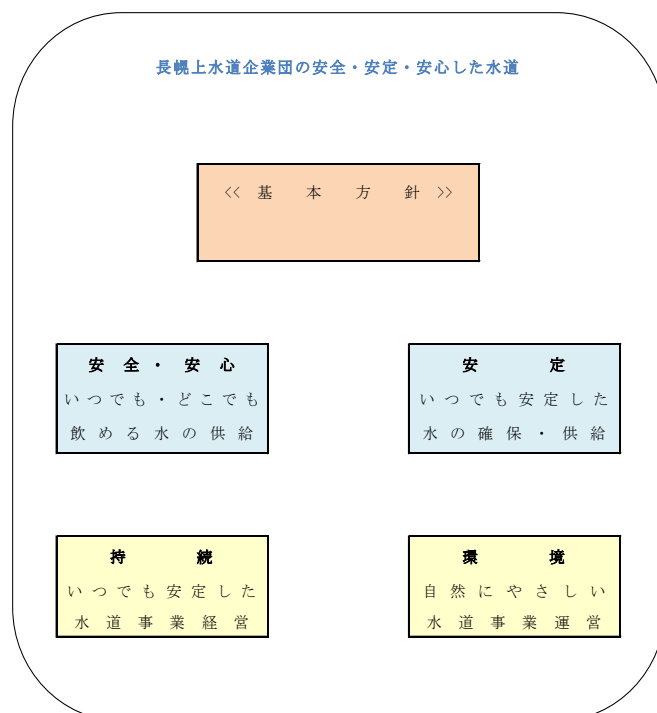 長幌上水道企業団の安全・安定・安心した水道
<< 基 本 方 針 >>
安 全 ・ 安 心
いつでも・どこでも
飲める水の供給
安 定
いつでも安定した
水の確保・供給
持 続
いつでも安定した
水道事業経営
環 境
自然にやさしい
水道事業運営